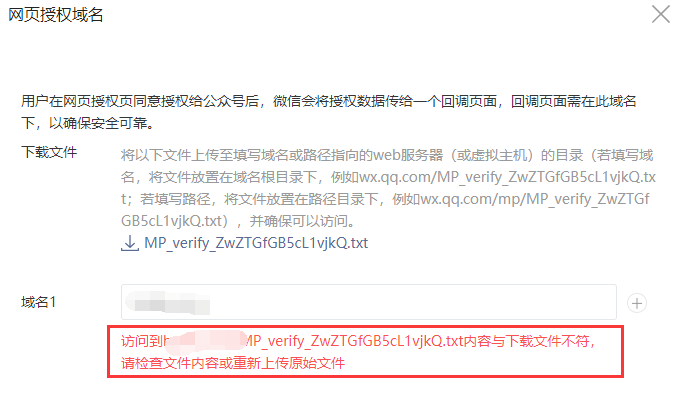 网页授权域名
用户在网页授权页同意授权给公众号后，微信会将授权数据传给一个回调页面，回调页面需在此域名
下，以确保安全可靠。
下载文件
将以下文件上传至填写域名或路径指向的web服务器（或虚拟主机）的目录（若填写域
名，将文件放置在域名根目录下，例如wx.qq.com/MP_verify_ZwZTGfGB5cL1vjkQ.tx
t；若填写路径，将文件放置在路径目录下，例如wx.qq.com/mp/MP_verify_ZwZTGf
GB5cL1vjkQ.txt），并确保可以访问。
MP_verify_ZwZTGfGB5cL1vjkQ.txt
域名1
访问到h MP_verify_ZwZTGfGB5cL1vjkQ.txt内容与下载文件不符，
请检查文件内容或重新上传原始文件